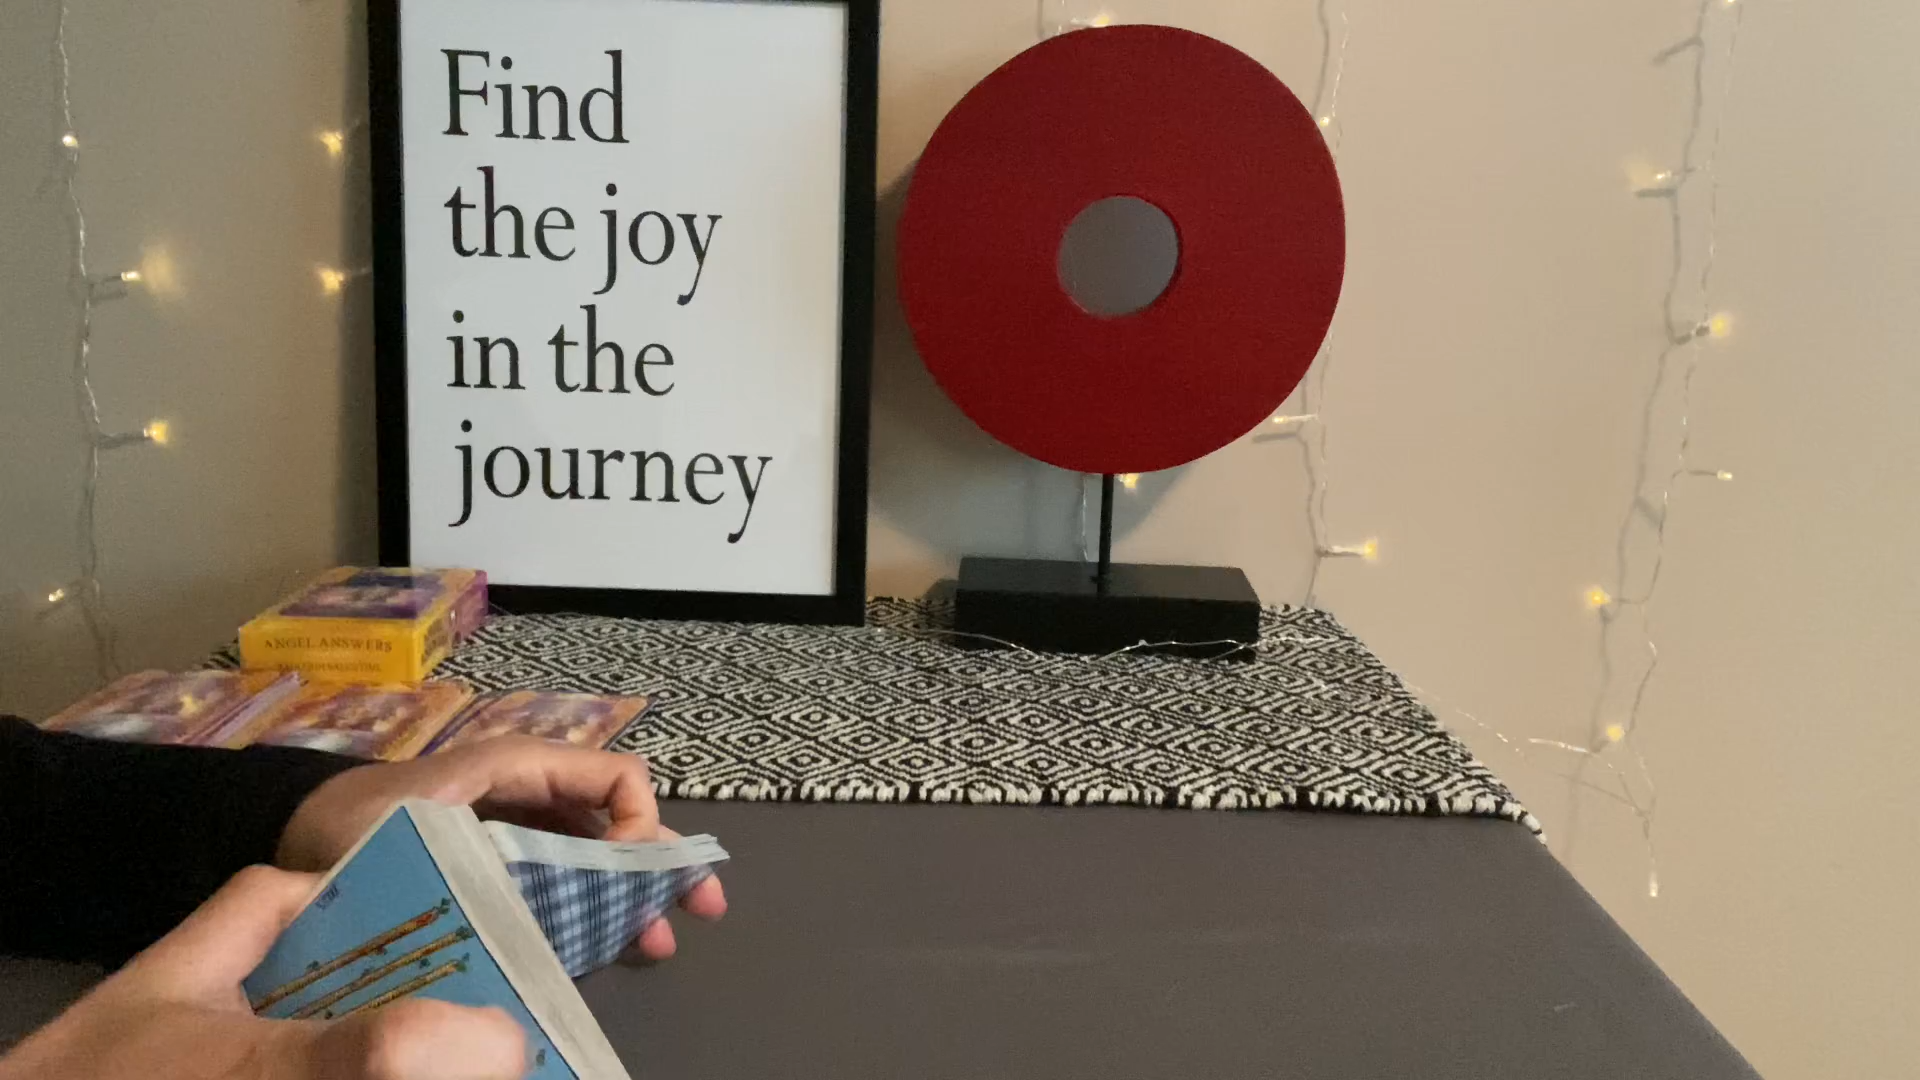 Find
the joy
in the
journey
ANGEL ANSWERS